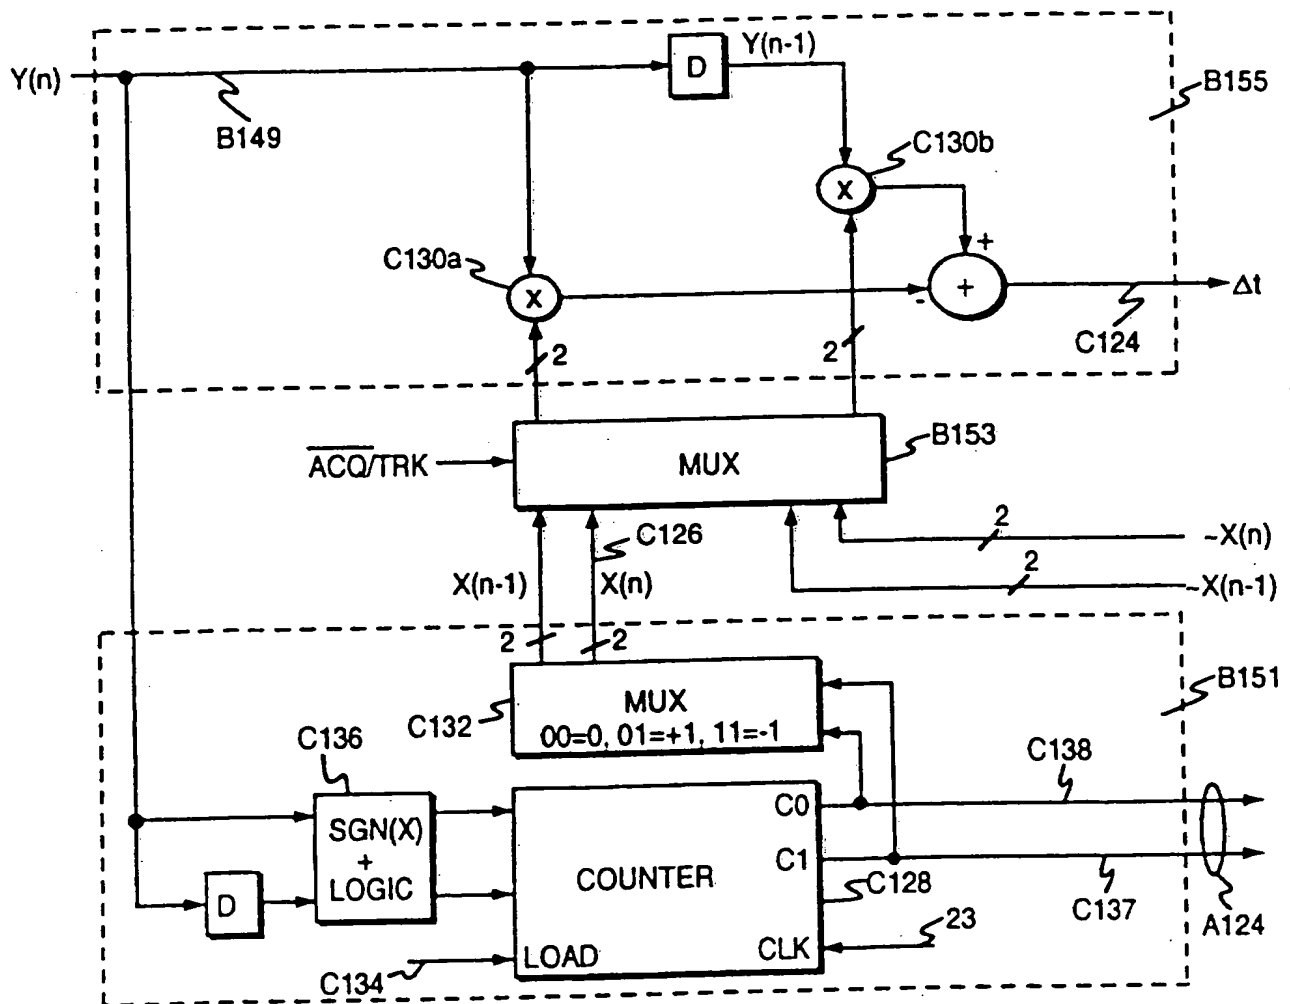 Y(n)
B149
D
Y(n-1)
B155
C130b
X
C130a
X
+
-
+
Δt
C124
2
2
ACQ/TRK
MUX
B153
C126
2
~X(n)
2
~X(n-1)
X(n-1)
X(n)
2
2
B151
C132
MUX
00=0, 01=+1, 11=-1
C136
SGN(X)
+
LOGIC
D
COUNTER
C0
C1
LOAD
CLK
C138
C128
C137
23
C134
A124